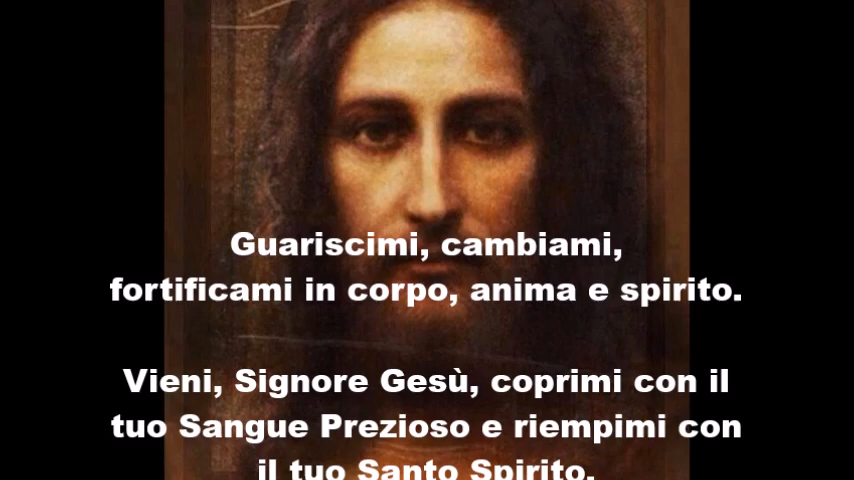 Guariscimi, cambiami,
fortificami in corpo, anima e spirito.
Vieni, Signore Gesù, coprimi con il
tuo Sangue Prezioso e riempimi con
il tuo Santo Spirito.